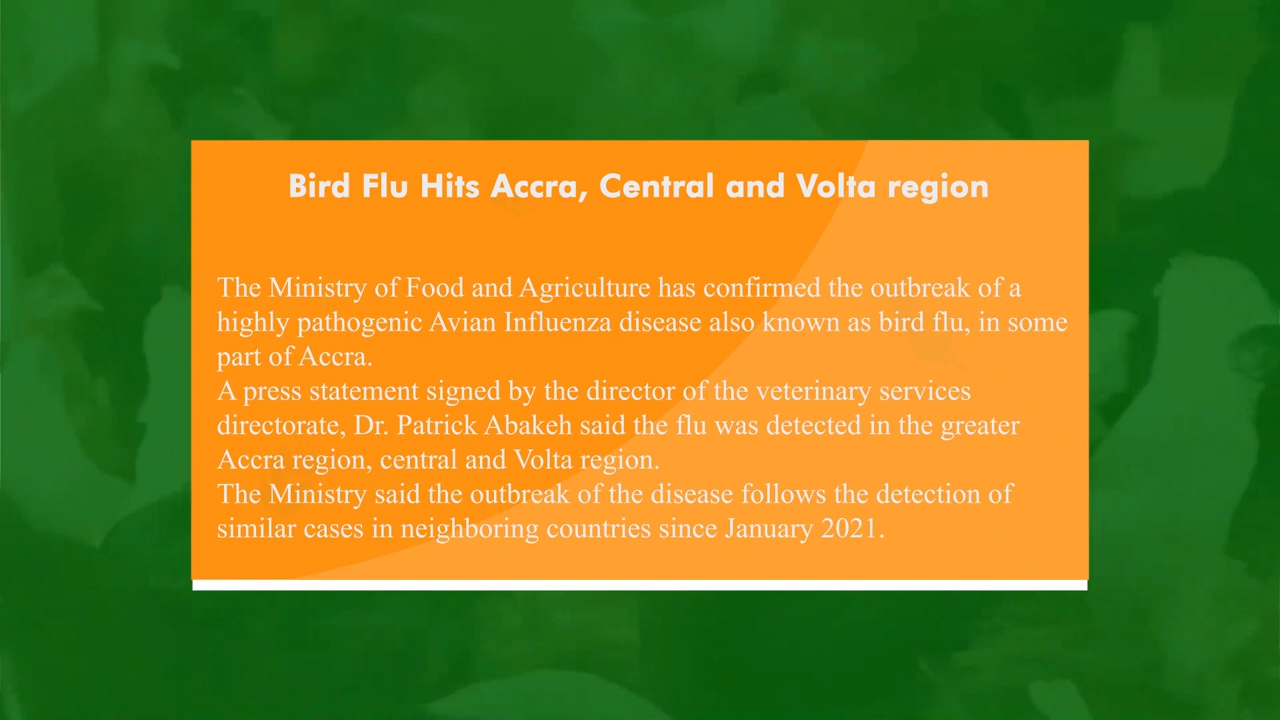 Bird Flu Hits Accra, Central and Volta region
The Ministry of Food and Agriculture has confirmed the outbreak of a
highly pathogenic Avian Influenza disease also known as bird flu, in some
part of Accra.
A press statement signed by the director of the veterinary services
directorate, Dr. Patrick Abakeh said the flu was detected in the greater
Accra region, central and Volta region.
The Ministry said the outbreak of the disease follows the detection of
similar cases in neighboring countries since January 2021.